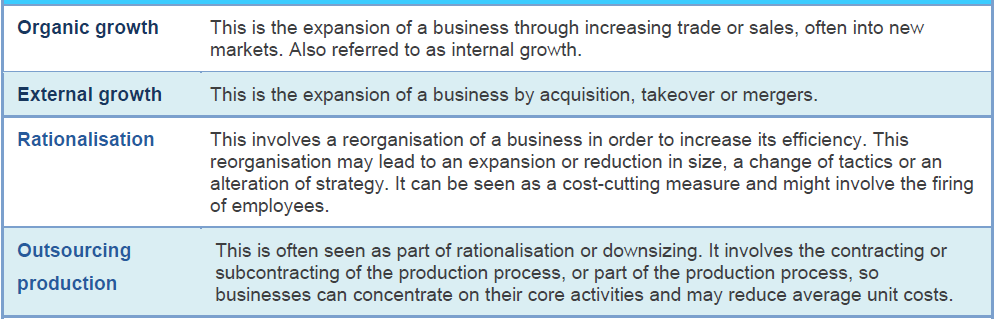 Organic growth This is the expansion of a business through increasing trade or sales, often into new
markets. Also referred to as internal growth.
External growth This is the expansion of a business by acquisition, takeover or mergers.
Rationalisation This involves a reorganisation of a business in order to increase its efficiency. This
reorganisation may lead to an expansion or reduction in size, a change of tactics or an
alteration of strategy. It can be seen as a cost-cutting measure and might involve the firing
of employees.
Outsourcing This is often seen as part of rationalisation or downsizing. It involves the contracting or
production subcontracting of the production process, or part of the production process, so
businesses can concentrate on their core activities and may reduce average unit costs.